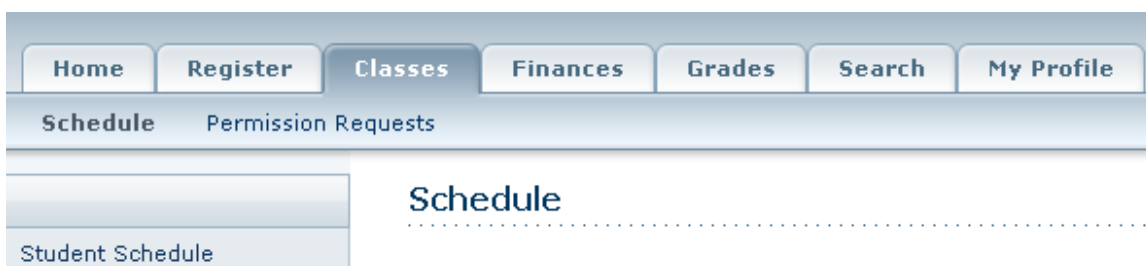 Home Register Classes Finances Grades Search My Profile
Schedule Permission Requests
Schedule
Student Schedule